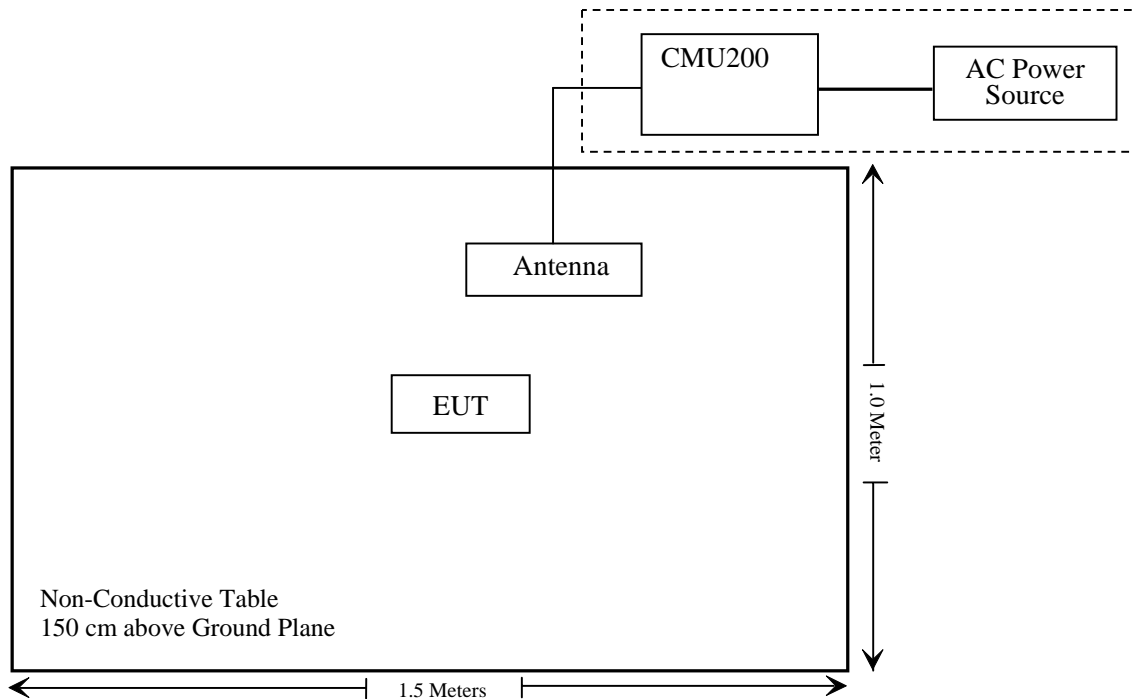 CMU200
AC Power
Source
Antenna
EUT
1.0 Meter
Non-Conductive Table
150 cm above Ground Plane
1.5 Meters